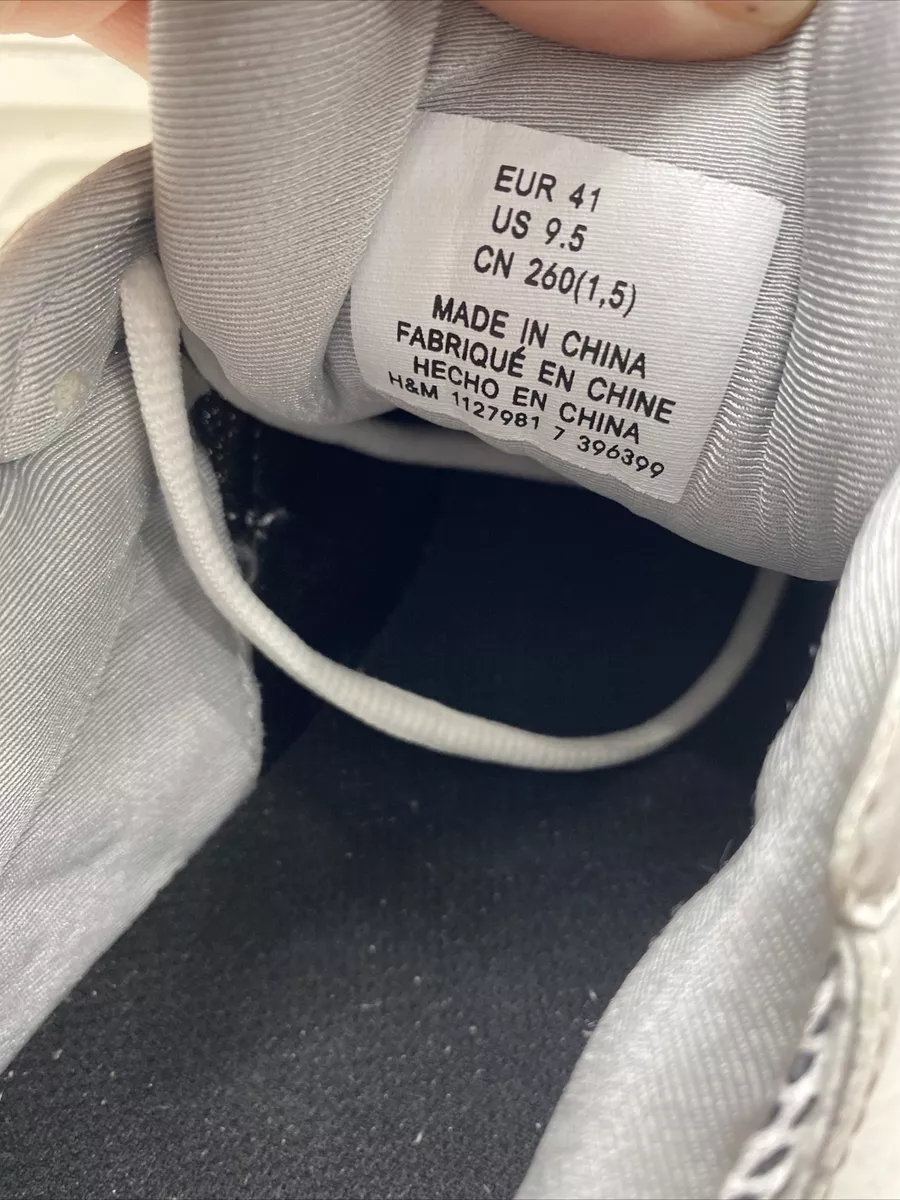 EUR 41
US 9.5
CN 260(1,5)
MADE IN CHINA
FABRIQUÉ EN CHINE
HECHO EN CHINA
H&M 1127981 7 396399